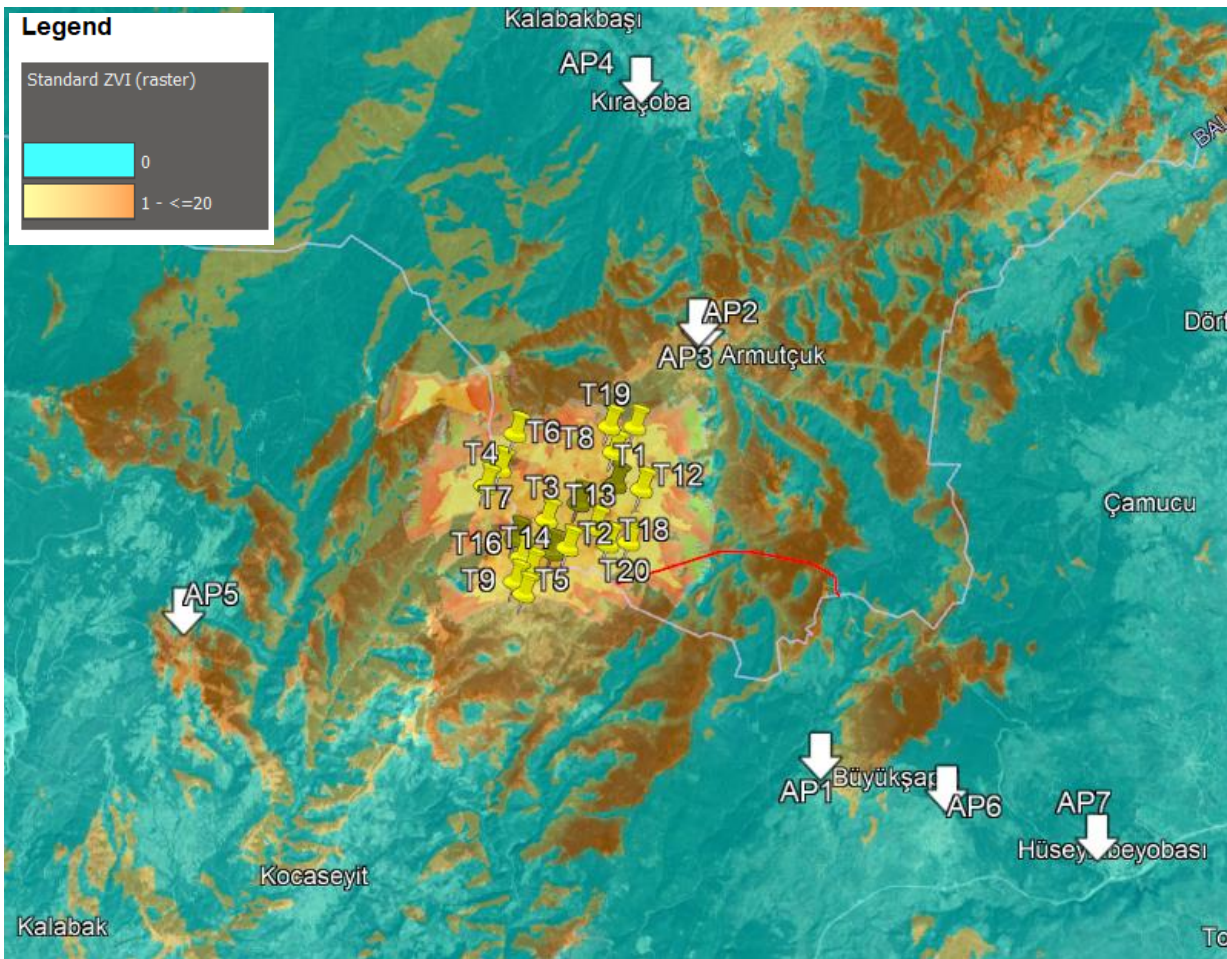 Legend
Standard ZVI (raster)
0
1 - <=20
Kalabakbaşı
AP4
Kıraçoba
AP2
AP3 Armutçuk
T19
T6
T8
T1
T4
T12
T7
T3
T13
Çamucu
T16
T14
T2
T18
T9
T5
T20
AP5
AP1
Büyükşap
AP6
AP7
Hüseyinbeyobası
Kocaseyit
Kalabak